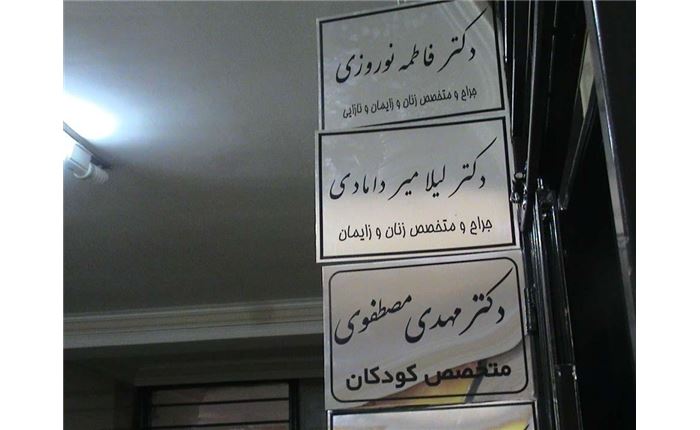 دکتر فاطمه نوروزی
جراح و متخصص زنان و زایمان و نازایی
دکتر لیلا میردامادی
جراح و متخصص زنان و زایمان
دکتر مهدی مصطفوی
متخصص کودکان